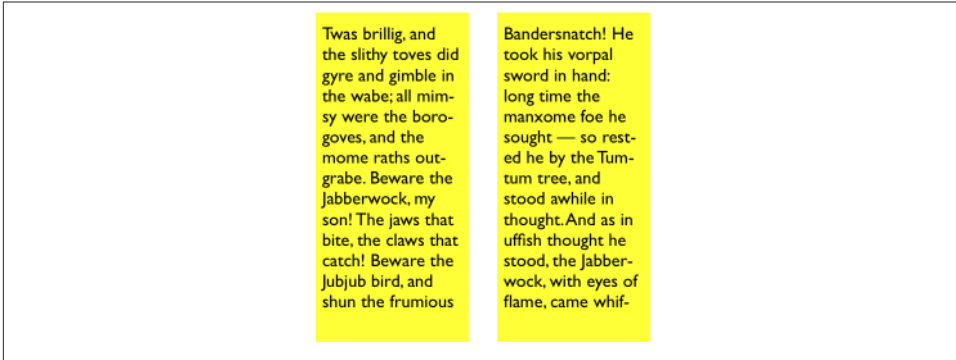 Twas brillig, and
the slithy toves did
gyre and gimble in
the wabe; all mim-
sy were the boro-
goves, and the
mome raths out-
grabe. Beware the
Jabberwock, my
son! The jaws that
bite, the claws that
catch! Beware the
Jubjub bird, and
shun the frumious
Bandersnatch! He
took his vorpal
sword in hand:
long time the
manxome foe he
sought — so rest-
ed he by the Tum-
tum tree, and
stood awhile in
thought. And as in
uffish thought he
stood, the Jabber-
wock, with eyes of
flame, came whif-